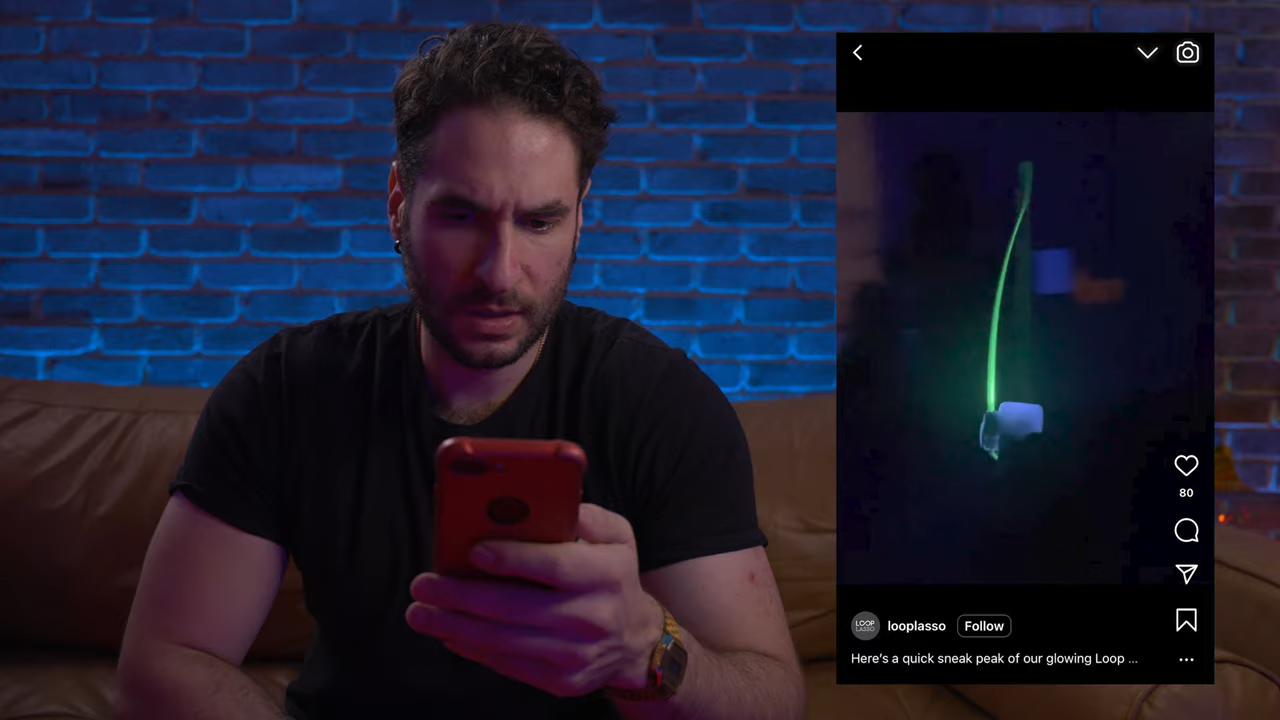 80
LOOP
LASSO
looplasso
Follow
Here's a quick sneak peak of our glowing Loop ...